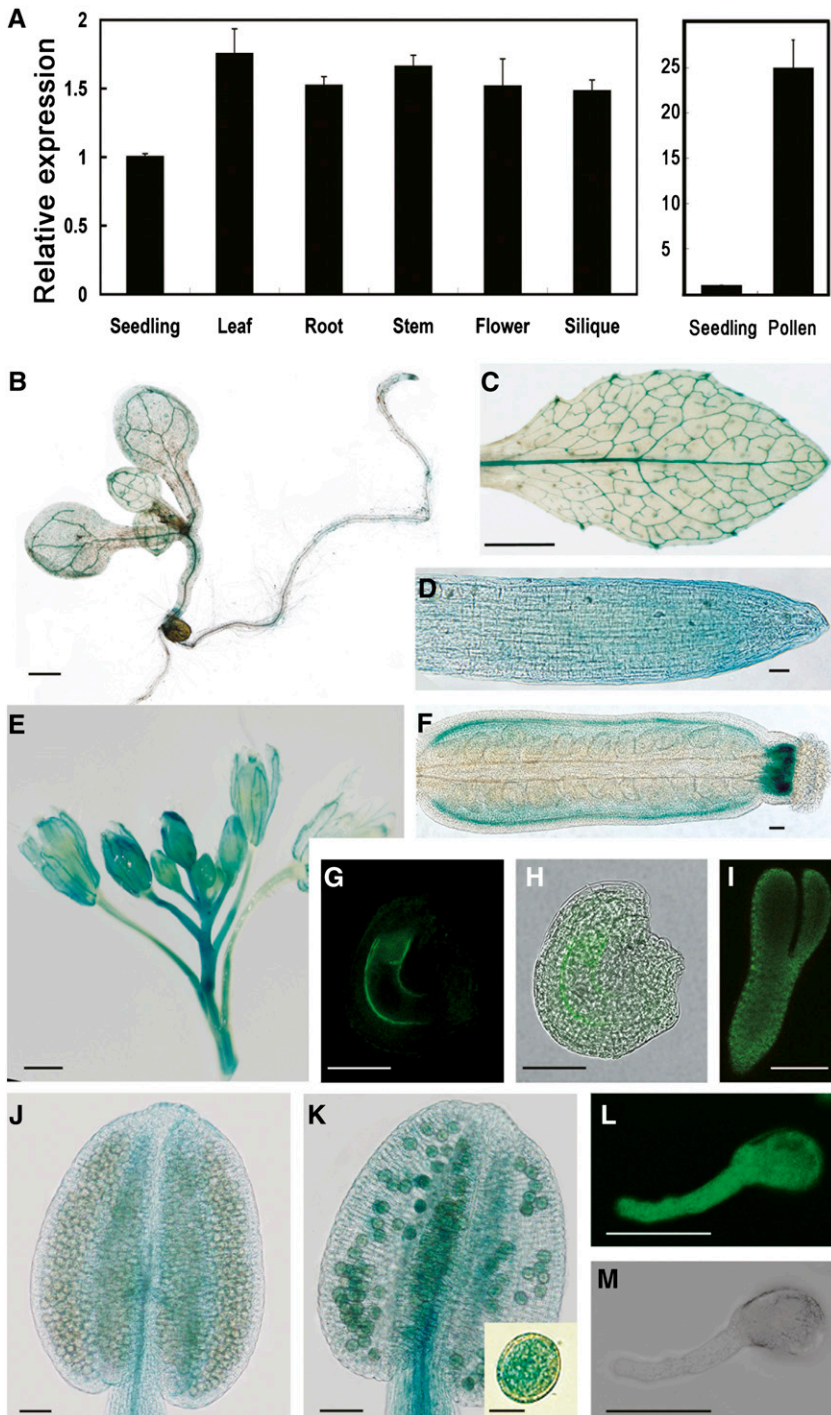 A
Relative expression
2
1.5
1
0.5
0
Seedling Leaf Root Stem Flower Silique
25
20
15
10
5
Seedling Pollen
B
C
D
E
F
G
H
I
J
K
L
M